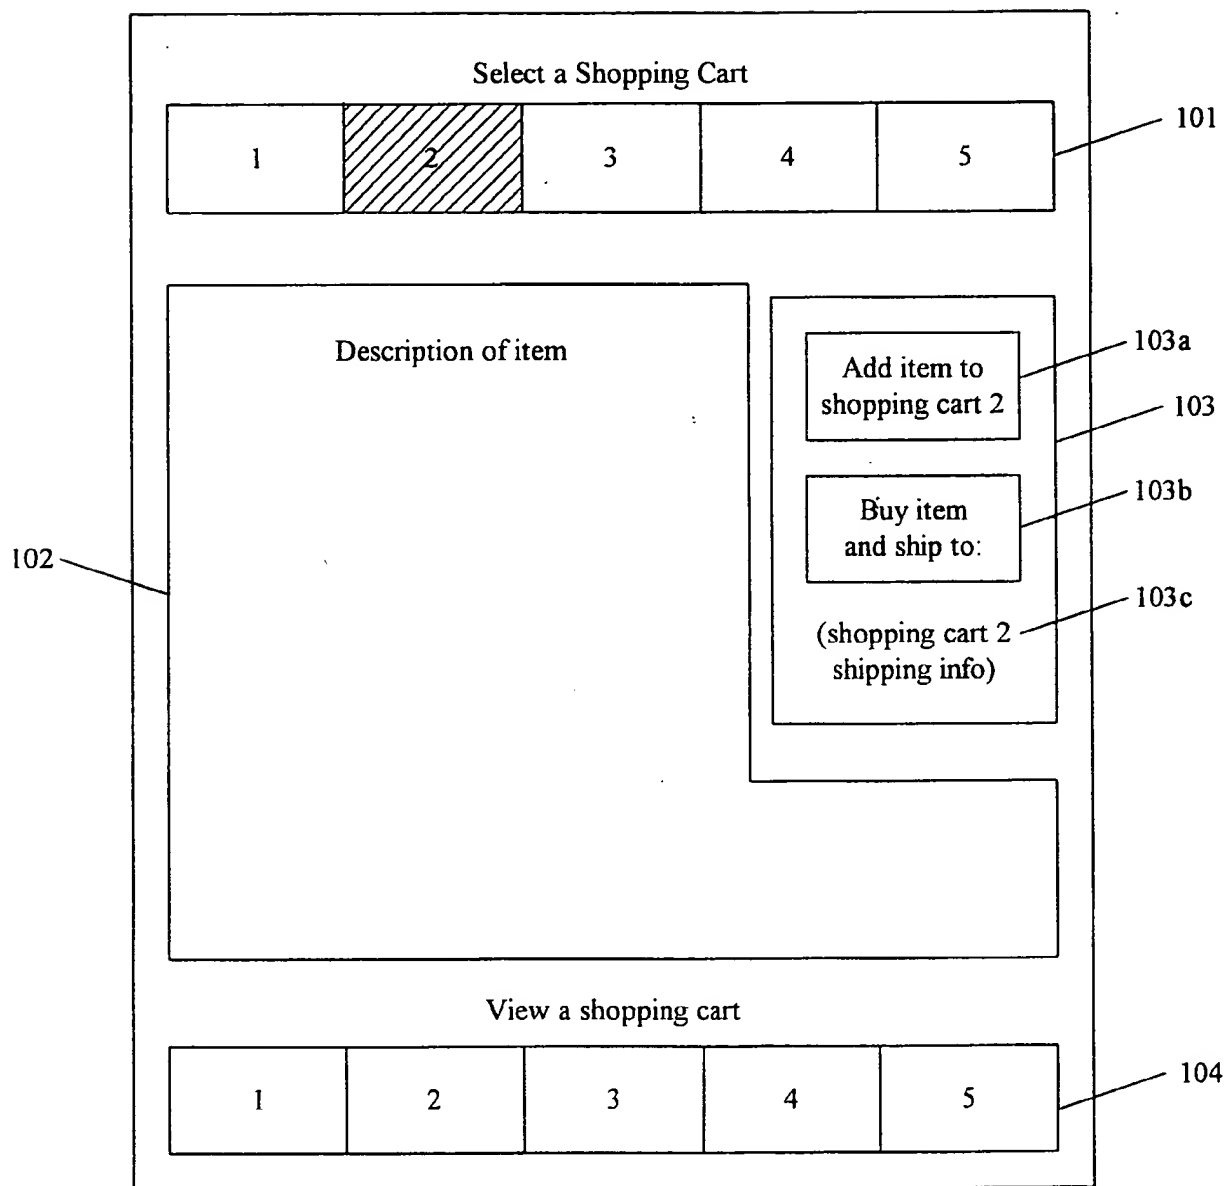 Select a Shopping Cart
1 2 3 4 5
101
Description of item
Add item to
shopping cart 2
103a
103
Buy item
and ship to:
103b
102
(shopping cart 2
shipping info)
103c
View a shopping cart
1 2 3 4 5
104